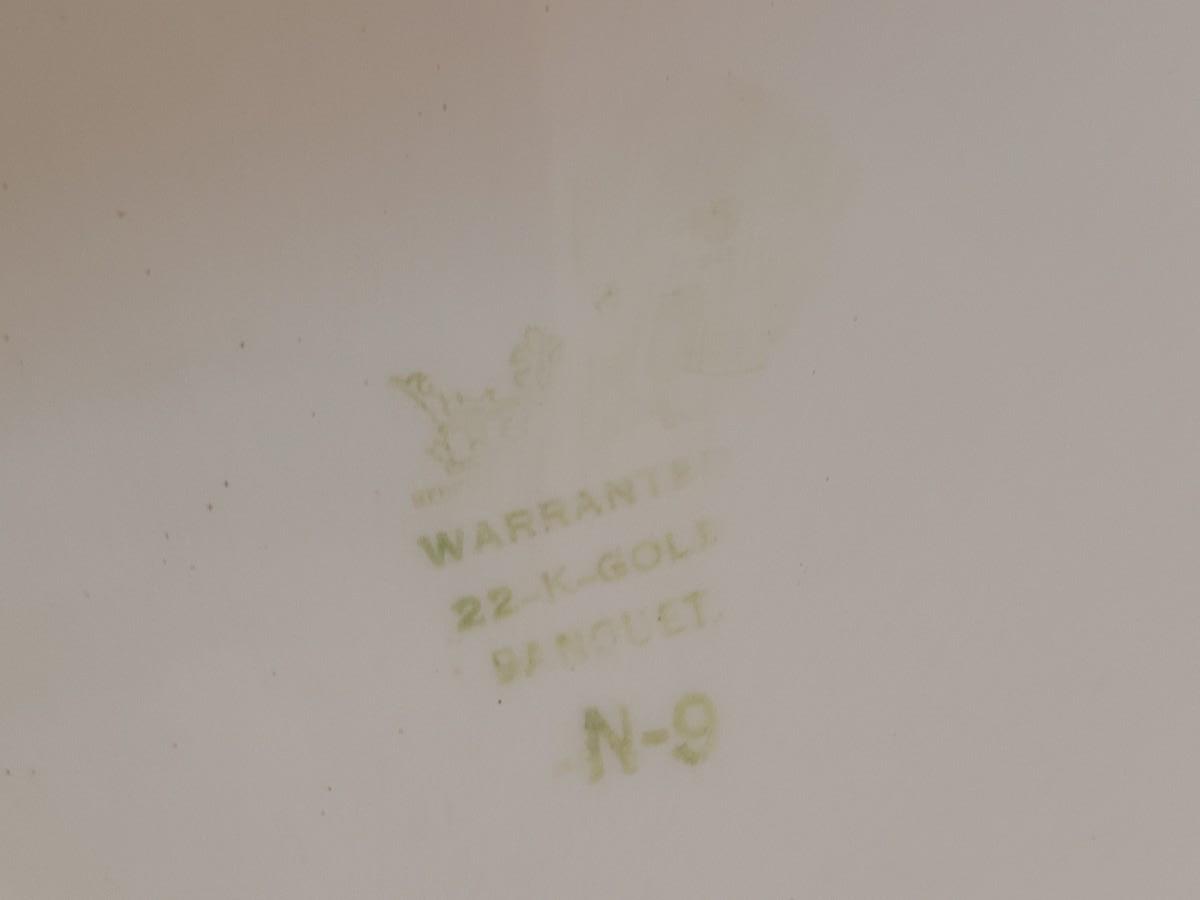 WARRANTED
22-K-GOLD
BANQUET.
N-9